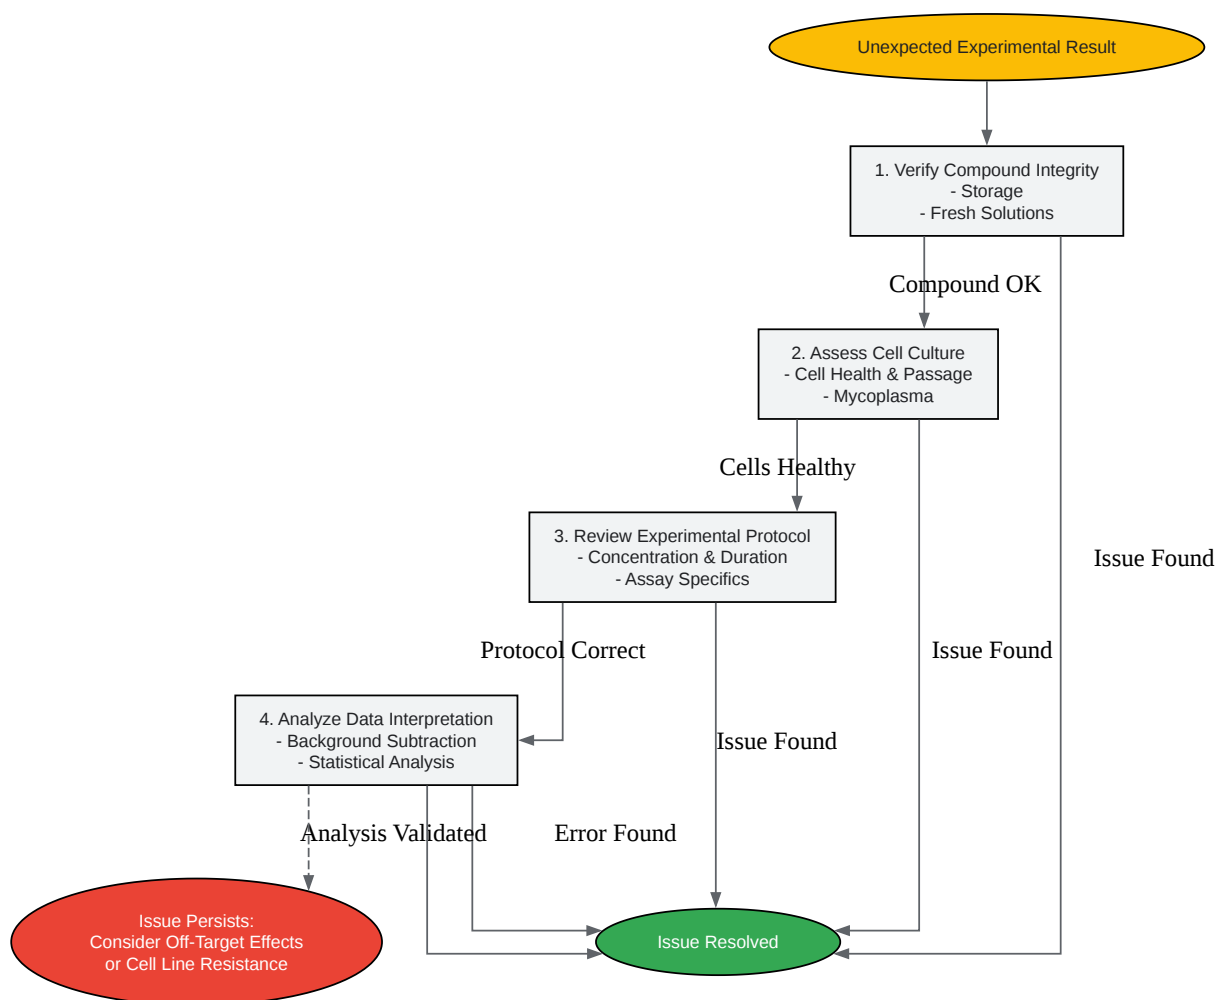 Unexpected Experimental Result
1. Verify Compound Integrity
- Storage
- Fresh Solutions
Compound OK
2. Assess Cell Culture
- Cell Health & Passage
- Mycoplasma
Cells Healthy
3. Review Experimental Protocol
- Concentration & Duration
- Assay Specifics
Issue Found
Protocol Correct
Issue Found
4. Analyze Data Interpretation
- Background Subtraction
- Statistical Analysis
Issue Found
Analysis Validated
Error Found
Issue Persists:
Consider Off-Target Effects
or Cell Line Resistance
Issue Resolved